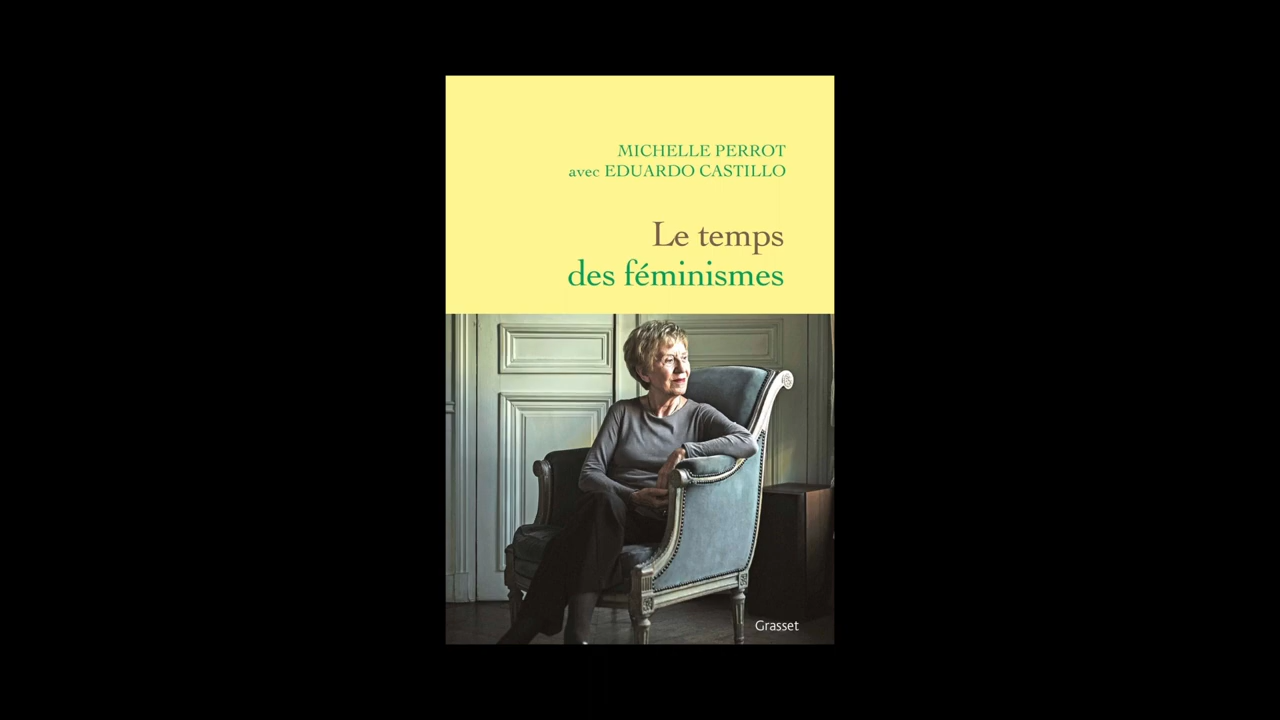 MICHELLE PERROT
avec EDUARDO CASTILLO
Le temps
des féminismes
Grasset